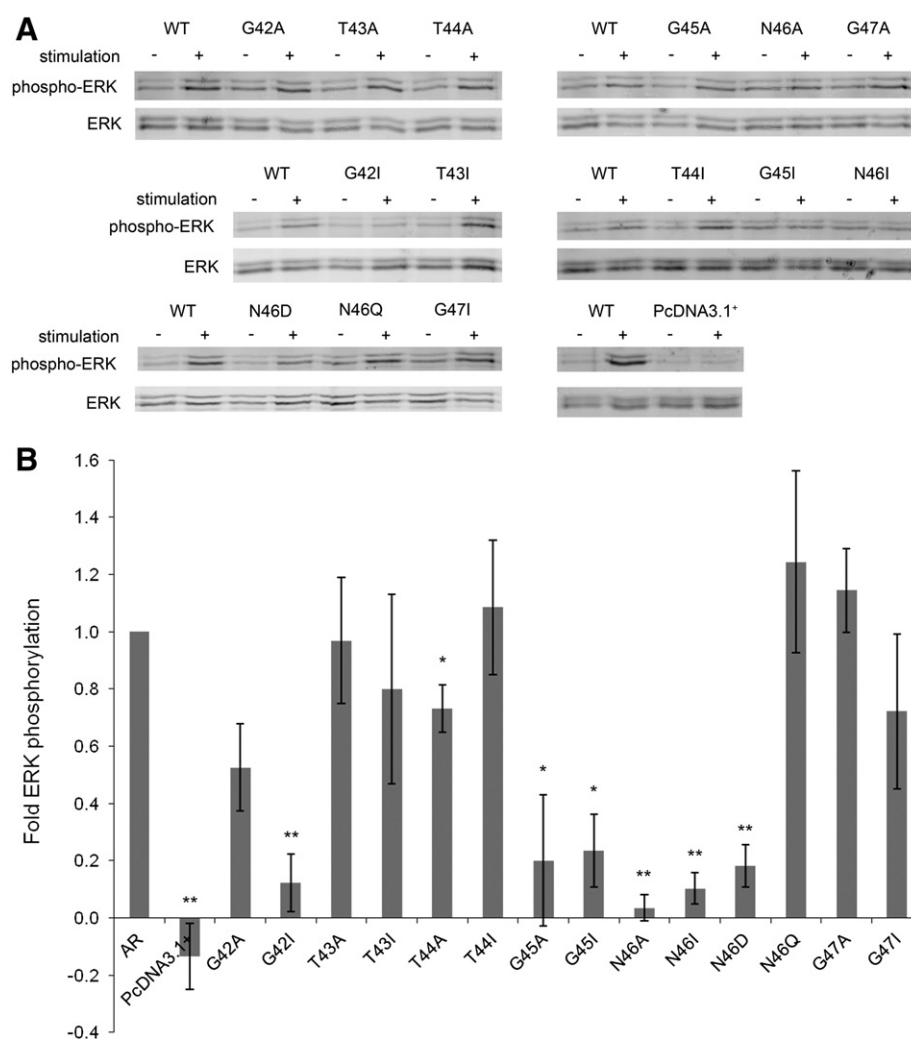 A
WT G42A T43A T44A
stimulation - + - + - + - +
phospho-ERK
ERK
WT G45A N46A G47A
- + - + - + - +
WT G42I T43I
stimulation - + - + - +
phospho-ERK
ERK
WT T44I G45I N46I
- + - + - + - +
WT N46D N46Q G47I
stimulation - + - + - + - +
phospho-ERK
ERK
WT PcDNA3.1⁺
- + - +
B
Fold ERK phosphorylation
1.6
1.4
1.2
1.0
0.8
0.6
0.4
0.2
0.0
-0.2
-0.4
** ** * * * ** ** **
AR PcDNA3.1+ G42A G42I T43A T43I T44A T44I G45A G45I N46A N46I N46D N46Q G47A G47I